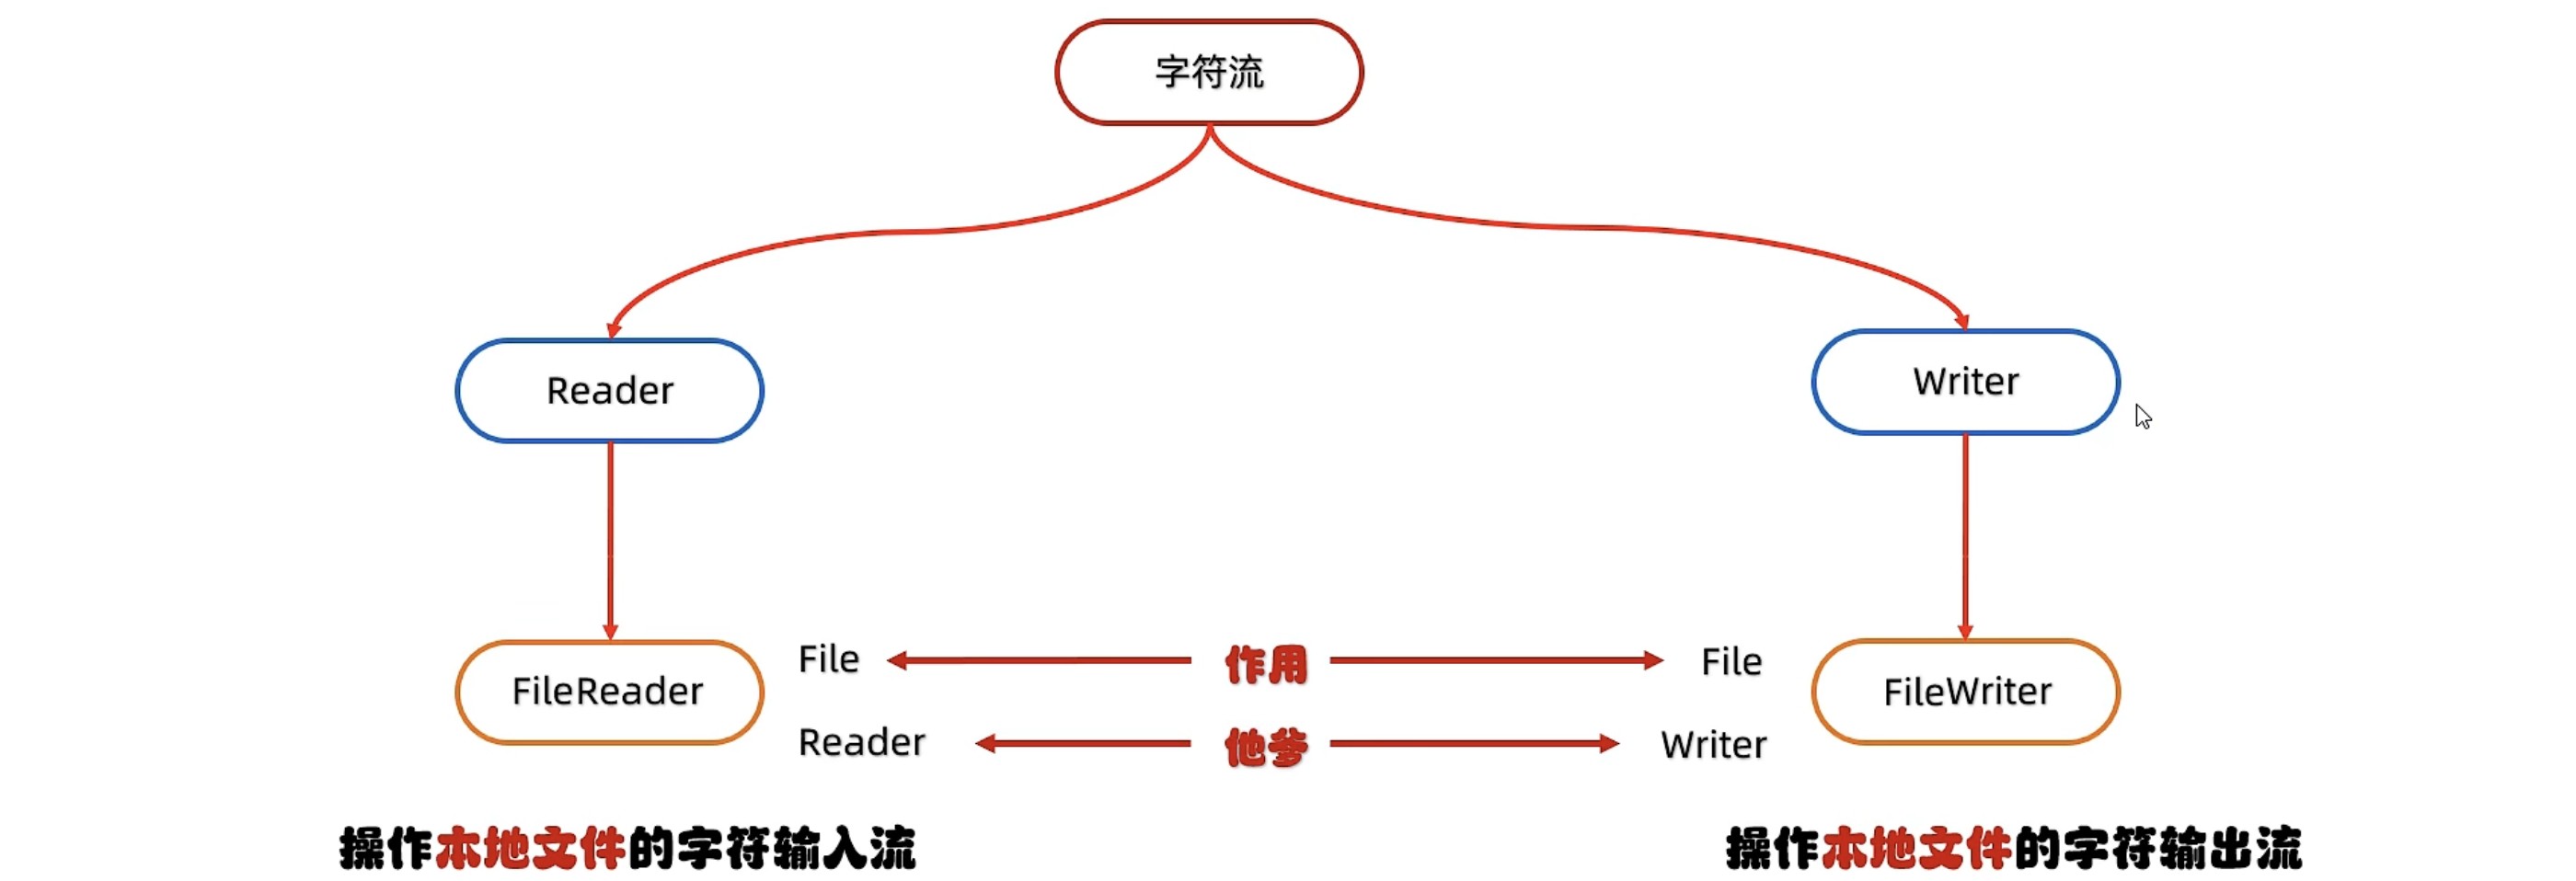 字符流
Reader
Writer
FileReader
File
作用
File
FileWriter
Reader
他爹
Writer
操作本地文件的字符输入流
操作本地文件的字符输出流